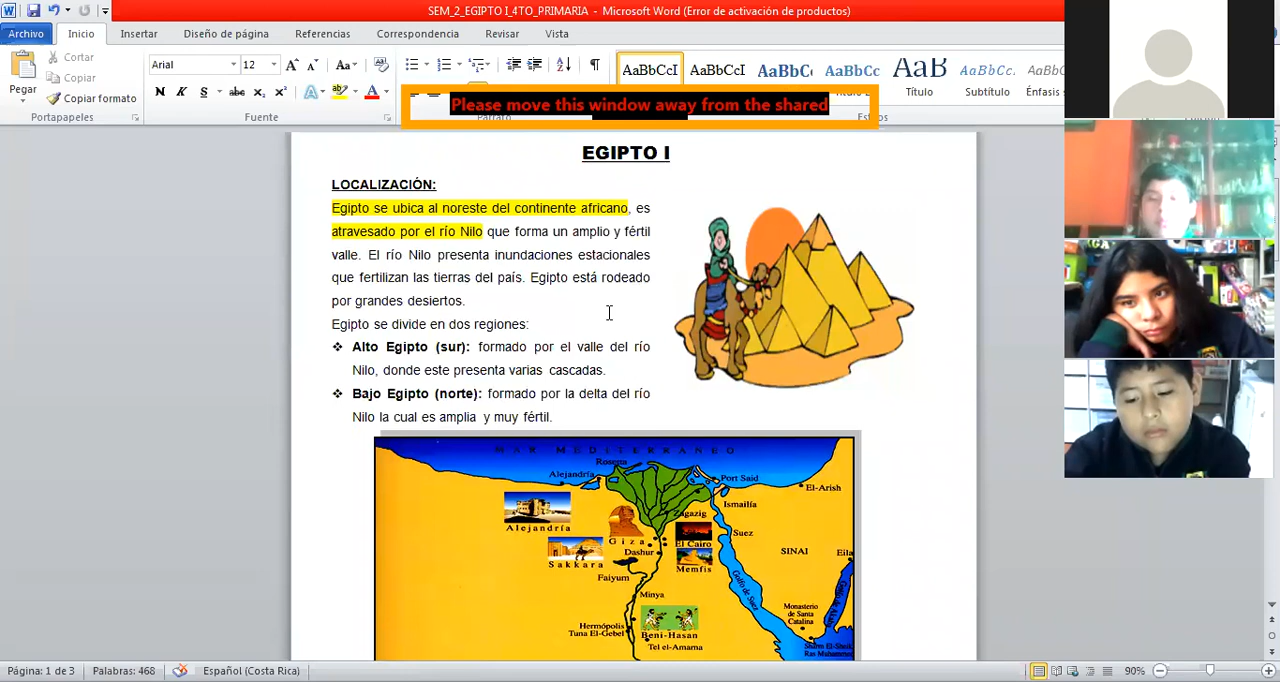 SEM_2_EGIPTO I_4TO_PRIMARIA - Microsoft Word (Error de activación de productos)
Archivo Inicio Insertar Diseño de página Referencias Correspondencia Revisar Vista
Cortar
Copiar
Copiar formato
Pegar
Portapapeles
Arial 12
Fuente
Párrafo
AaBbCcI AaBbCcI AaBbC AaBbCc AaB AaBbCc. AaBbC
Título Subtítulo Énfasis
Estilos
Please move this window away from the shared
EGIPTO I
LOCALIZACIÓN:
Egipto se ubica al noreste del continente africano, es
atravesado por el río Nilo que forma un amplio y fértil
valle. El río Nilo presenta inundaciones estacionales
que fertilizan las tierras del país. Egipto está rodeado
por grandes desiertos.
Egipto se divide en dos regiones:
❖ Alto Egipto (sur): formado por el valle del río
Nilo, donde este presenta varias cascadas.
❖ Bajo Egipto (norte): formado por la delta del río
Nilo la cual es amplia y muy fértil.
MAR MEDITERRANEO
Rosetta
Alejandría
Port Said
El-Arish
Ismailía
Zagazig
Alejandría
Giza
El Cairo
Suez
SINAI
Eila
Dashur
Sakkara
Memfis
Faiyum
Golfo de Suez
Minya
Monasterio
de Santa
Catalina
Hermópolis
Tuna El-Gebel
Beni-Hasan
Tel el-Amarna
Página: 1 de 3 Palabras: 468 Español (Costa Rica) 90%